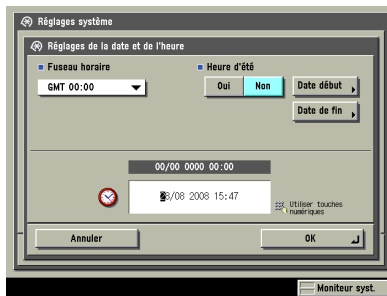 Réglages système
Réglages de la date et de l'heure
Fuseau horaire
Heure d'été
GMT 00:00
Oui
Non
Date début
Date de fin
00/00 0000 00:00
/08 2008 15:47
Utiliser touches
numériques
Annuler
OK
Moniteur syst.